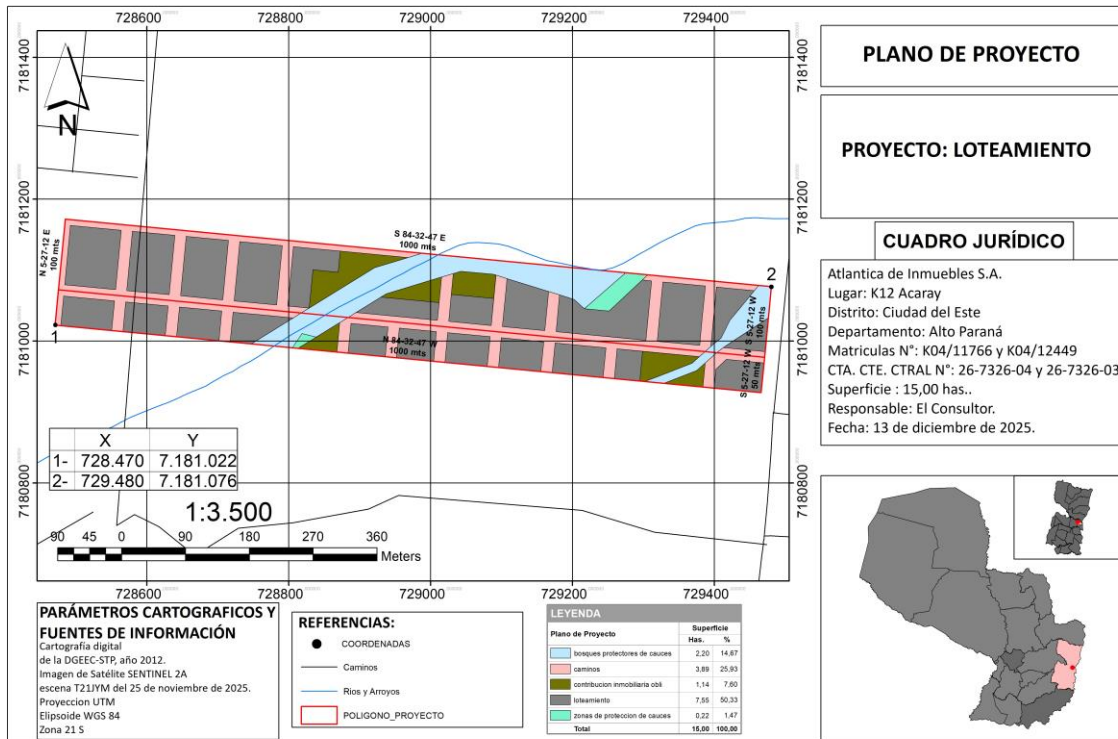 728600 728800 729000 729200 729400
7181400
7181200
7181000
7180800
7181400
7181200
7181000
7180800
N
N 5-27-12 E
100 mts
S 84-32-47 E
1000 mts
N 84-32-47 W
1000 mts
S 5-27-12 W
100 mts
S 5-27-12 W
50 mts
1
2
X Y
1- 728.470 7.181.022
2- 729.480 7.181.076
1:3.500
90 45 0 90 180 270 360
Meters
728600 728800 729000 729200 729400
PLANO DE PROYECTO
PROYECTO: LOTEAMIENTO
CUADRO JURÍDICO
Atlantica de Inmuebles S.A.
Lugar: K12 Acaray
Distrito: Ciudad del Este
Departamento: Alto Paraná
Matriculas N°: K04/11766 y K04/12449
CTA. CTE. CTRAL N°: 26-7326-04 y 26-7326-03
Superficie : 15,00 has..
Responsable: El Consultor.
Fecha: 13 de diciembre de 2025.
PARÁMETROS CARTOGRAFICOS Y
FUENTES DE INFORMACIÓN
Cartografía digital
de la DGEEC-STP, año 2012.
Imagen de Satélite SENTINEL 2A
escena T21JYM del 25 de noviembre de 2025.
Proyeccion UTM
Elipsoide WGS 84
Zona 21 S
REFERENCIAS:
COORDENADAS
Caminos
Rios y Arroyos
POLIGONO_PROYECTO
LEYENDA
Plano de Proyecto Superficie
Has. %
bosques protectores de cauces 2,20 14,67
caminos 3,89 25,93
contribucion inmobiliaria obli 1,14 7,60
loteamiento 7,55 50,33
zonas de proteccion de cauces 0,22 1,47
Total 15,00 100,00